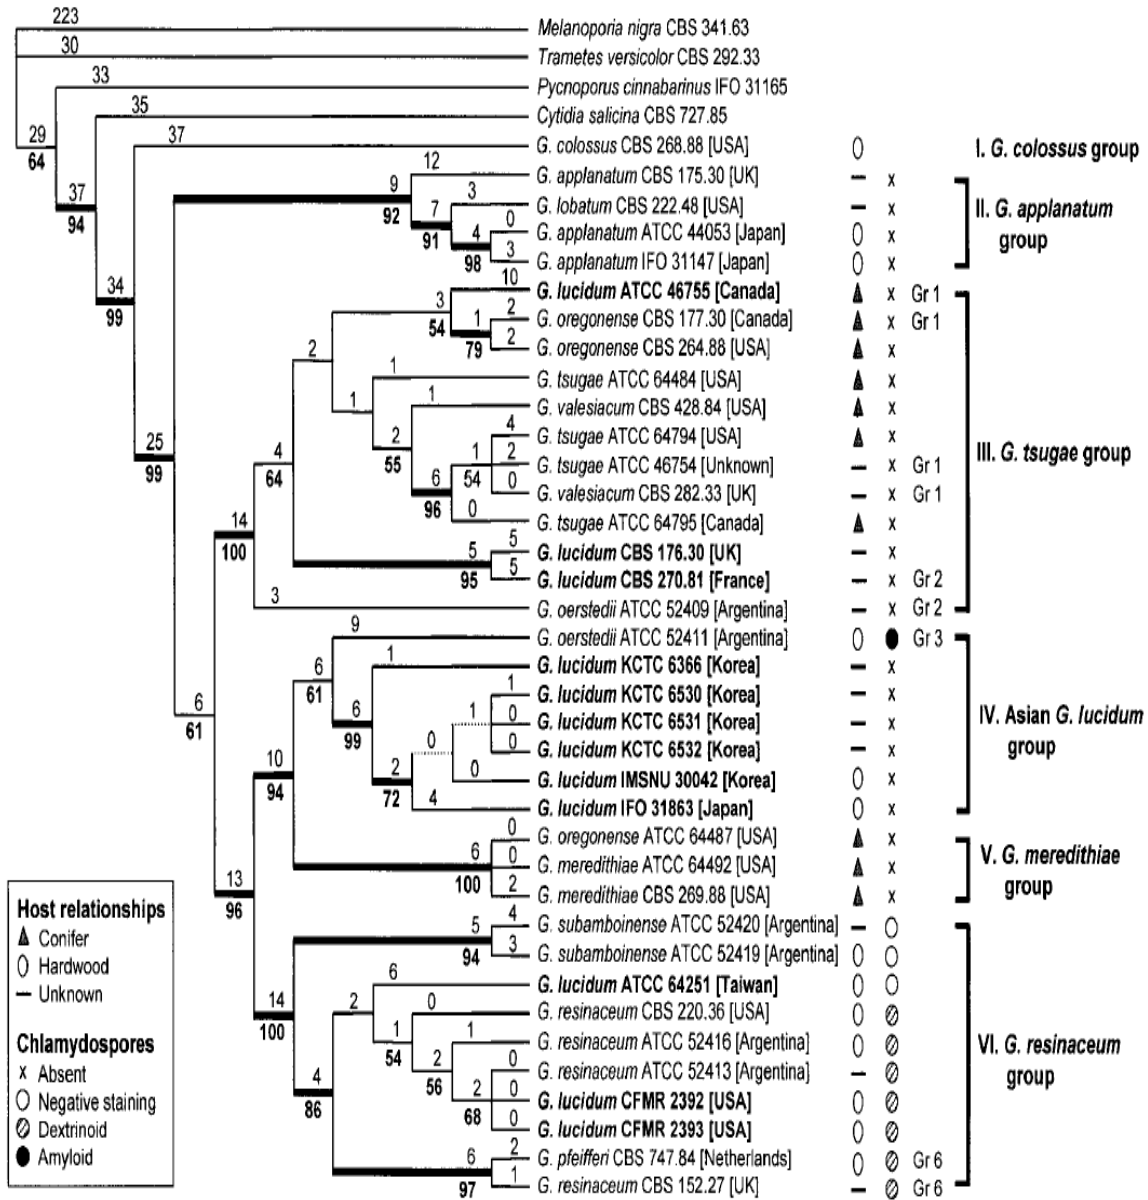 223
Melanoporia nigra CBS 341.63
30
Trametes versicolor CBS 292.33
33
Pycnoporus cinnabarinus IFO 31165
35
Cytidia salicina CBS 727.85
29
64
37
G. colossus CBS 268.88 [USA]
I. G. colossus group
12
G. applanatum CBS 175.30 [UK] – x
9
92
37
94
3
G. lobatum CBS 222.48 [USA] – x
II. G. applanatum
group
7
91
0
G. applanatum ATCC 44053 [Japan] x
4
98
3
G. applanatum IFO 31147 [Japan] x
34
99
10
G. lucidum ATCC 46755 [Canada] x Gr 1
3
54
2
G. oregonense CBS 177.30 [Canada] x Gr 1
1
79
2
G. oregonense CBS 264.88 [USA] x
2
1
G. tsugae ATCC 64484 [USA] x
1
1
G. valesiacum CBS 428.84 [USA] x
2
55
4
G. tsugae ATCC 64794 [USA] x
25
99
4
64
1
54
2
G. tsugae ATCC 46754 [Unknown] – x Gr 1
III. G. tsugae group
6
96
0
G. valesiacum CBS 282.33 [UK] – x Gr 1
0
G. tsugae ATCC 64795 [Canada] x
14
100
5
G. lucidum CBS 176.30 [UK] – x
5
95
5
G. lucidum CBS 270.81 [France] – x Gr 2
3
G. oerstedii ATCC 52409 [Argentina] – x Gr 2
9
G. oerstedii ATCC 52411 [Argentina] Gr 3
6
61
1
G. lucidum KCTC 6366 [Korea] – x
1
G. lucidum KCTC 6530 [Korea] – x
6
61
6
99
1
0
G. lucidum KCTC 6531 [Korea] – x
IV. Asian G. lucidum
group
0
0
G. lucidum KCTC 6532 [Korea] – x
10
94
2
72
0
G. lucidum IMSNU 30042 [Korea] x
4
G. lucidum IFO 31863 [Japan] x
0
G. oregonense ATCC 64487 [USA] x
6
100
0
G. meredithiae ATCC 64492 [USA] x
V. G. meredithiae
group
2
G. meredithiae CBS 269.88 [USA] x
13
96
4
G. subamboinense ATCC 52420 [Argentina] –
5
94
3
G. subamboinense ATCC 52419 [Argentina]
6
G. lucidum ATCC 64251 [Taiwan]
14
100
2
0
G. resinaceum CBS 220.36 [USA]
1
54
1
G. resinaceum ATCC 52416 [Argentina]
VI. G. resinaceum
group
2
56
0
G. resinaceum ATCC 52413 [Argentina] –
4
86
2
68
0
G. lucidum CFMR 2392 [USA]
0
G. lucidum CFMR 2393 [USA]
2
G. pfeifferi CBS 747.84 [Netherlands] Gr 6
6
97
1
G. resinaceum CBS 152.27 [UK] – Gr 6
Host relationships
Conifer
Hardwood
– Unknown
Chlamydospores
x Absent
Negative staining
Dextrinoid
Amyloid